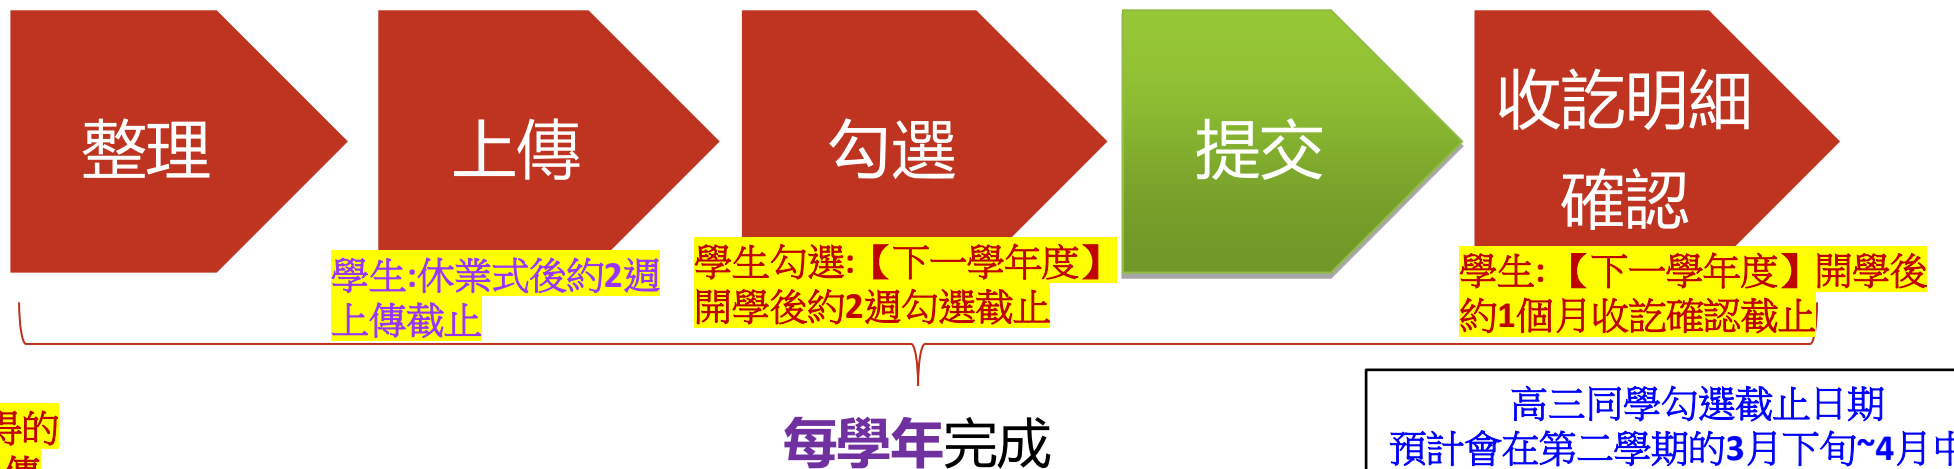 整理
上傳
勾選
提交
收訖明細
確認
學生:休業式後約2週
上傳截止
學生勾選:【下一學年度】
開學後約2週勾選截止
學生:【下一學年度】開學後
約1個月收訖確認截止
得的
傳
每學年完成
高三同學勾選截止日期
預計會在第二學期的3月下旬~4月中